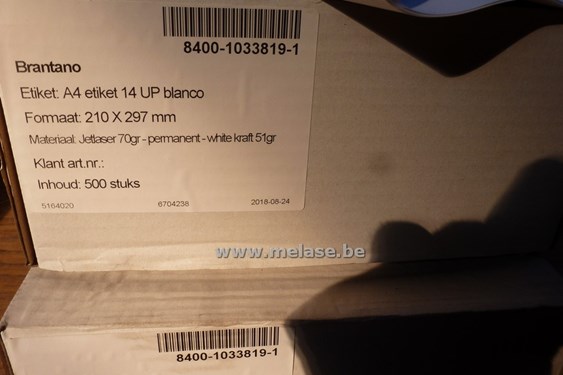 8400-1033819-1
Brantano
Etiket: A4 etiket 14 UP blanco
Formaat: 210 X 297 mm
Materiaal: Jetlaser 70gr - permanent - white kraft 51gr
Klant art.nr.:
Inhoud: 500 stuks
5164020 6704238 2018-08-24
www.melase.be
8400-1033819-1